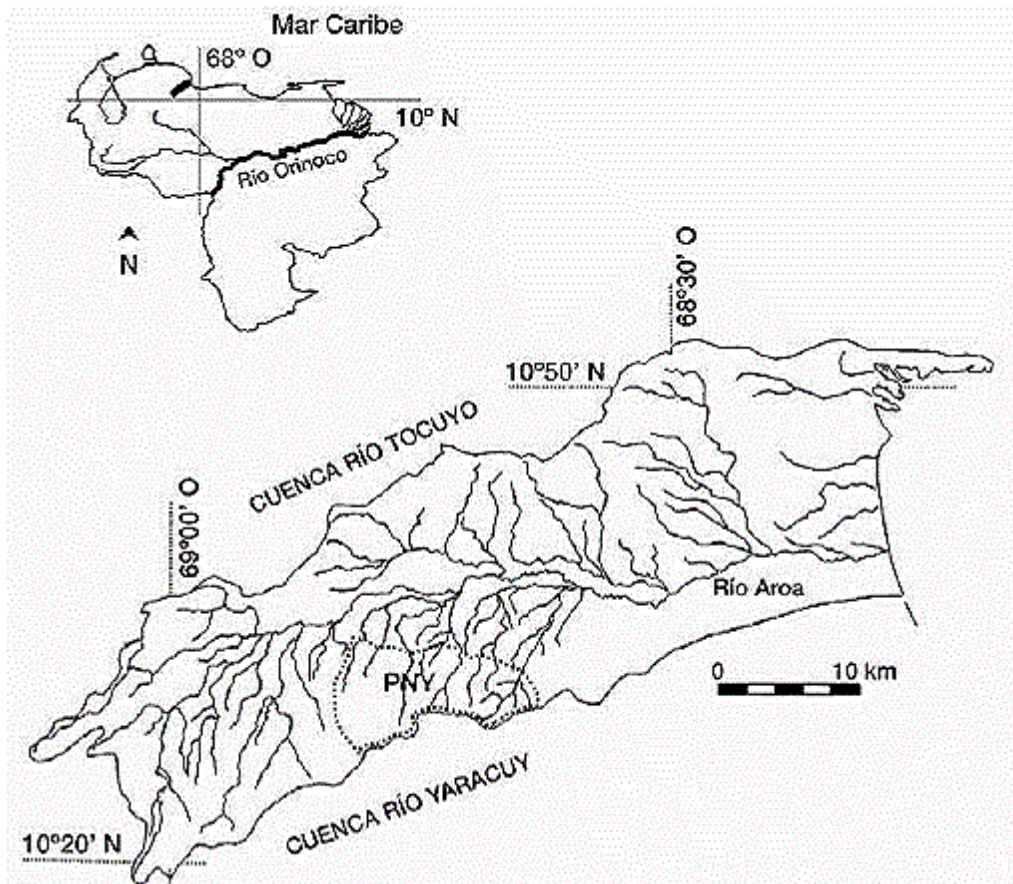 Mar Caribe
68° O
10° N
Río Orinoco
N
68°30' O
10°50' N
CUENCA RÍO TOCUYO
69°00' O
Río Aroa
0 10 km
PNY
CUENCA RÍO YARACUY
10°20' N